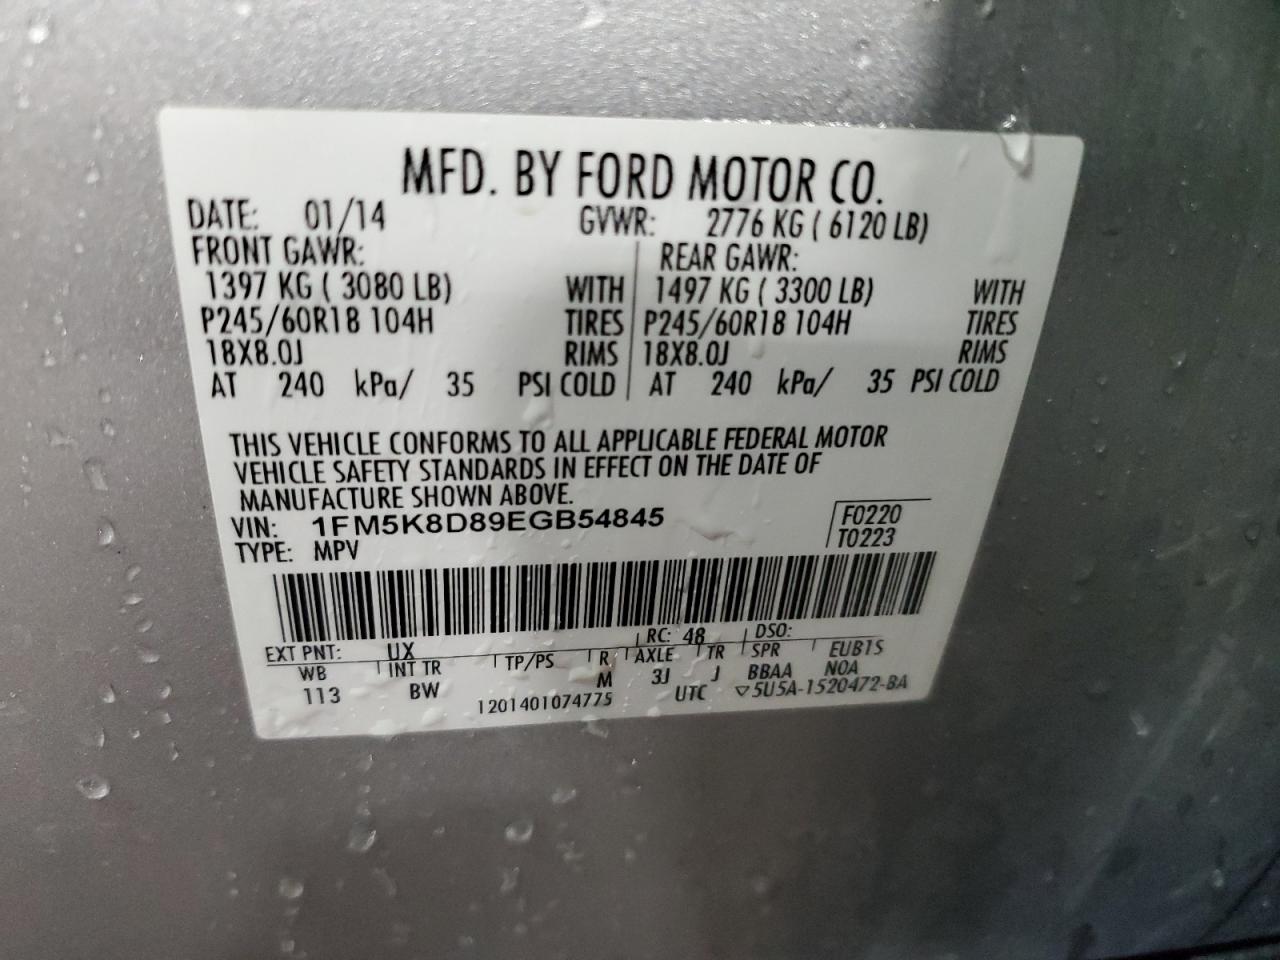 MFD. BY FORD MOTOR CO.
DATE: 01/14 GVWR: 2776 KG ( 6120 LB)
FRONT GAWR: REAR GAWR:
1397 KG ( 3080 LB) WITH 1497 KG ( 3300 LB) WITH
P245/60R18 104H TIRES P245/60R18 104H TIRES
18X8.0J RIMS 18X8.0J RIMS
AT 240 kPa/ 35 PSI COLD AT 240 kPa/ 35 PSI COLD
THIS VEHICLE CONFORMS TO ALL APPLICABLE FEDERAL MOTOR
VEHICLE SAFETY STANDARDS IN EFFECT ON THE DATE OF
MANUFACTURE SHOWN ABOVE.
VIN: 1FM5K8D89EGB54845 F0220
TYPE: MPV T0223
EXT PNT: UX RC: 48 DSO:
WB INT TR TP/PS R AXLE TR SPR EUB1S
113 BW M 3J J BBAA N0A
1201401074775 UTC ▽5U5A-1520472-BA